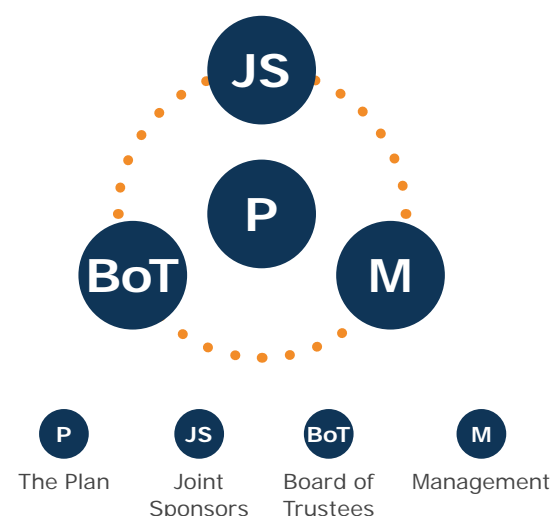 JS
P
BoT
M
P
JS
BoT
M
The Plan
Joint
Sponsors
Board of
Trustees
Management